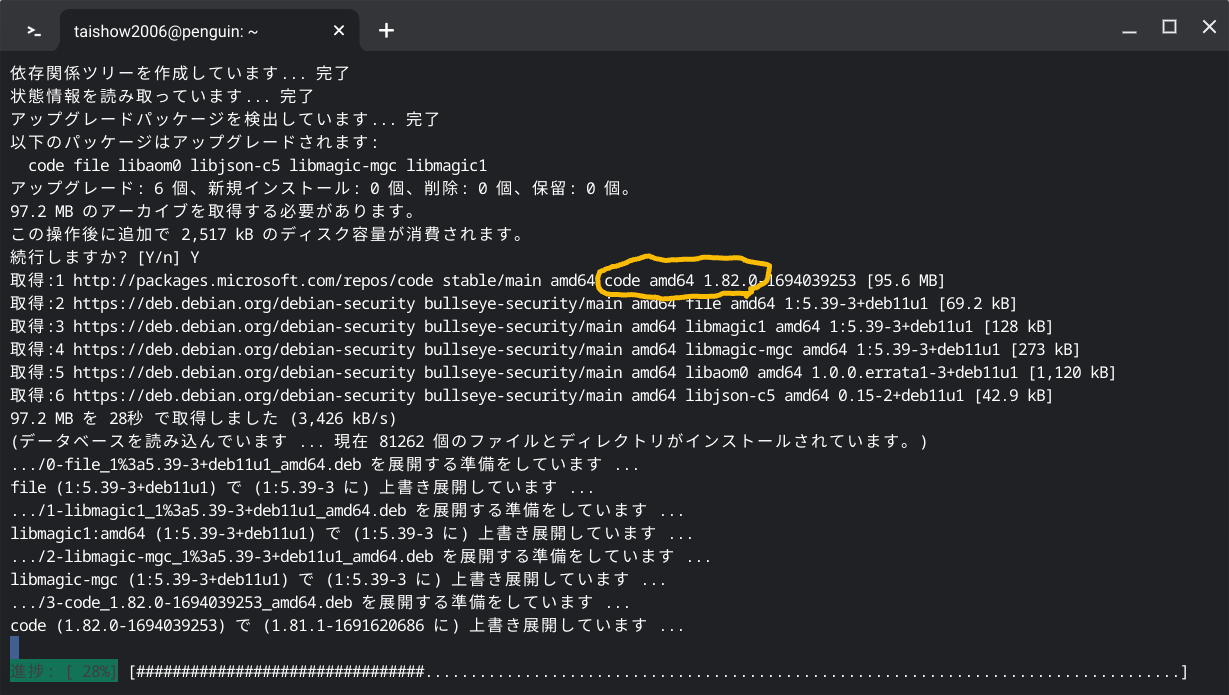 taishow2006@penguin: ~
依存関係ツリーを作成しています... 完了
状態情報を読み取っています... 完了
アップグレードパッケージを検出しています... 完了
以下のパッケージはアップグレードされます:
  code file libaom0 libjson-c5 libmagic-mgc libmagic1
アップグレード: 6 個、新規インストール: 0 個、削除: 0 個、保留: 0 個。
97.2 MB のアーカイブを取得する必要があります。
この操作後に追加で 2,517 kB のディスク容量が消費されます。
続行しますか? [Y/n] Y
取得:1 http://packages.microsoft.com/repos/code stable/main amd64 code amd64 1.82.0-1694039253 [95.6 MB]
取得:2 https://deb.debian.org/debian-security bullseye-security/main amd64 file amd64 1:5.39-3+deb11u1 [69.2 kB]
取得:3 https://deb.debian.org/debian-security bullseye-security/main amd64 libmagic1 amd64 1:5.39-3+deb11u1 [128 kB]
取得:4 https://deb.debian.org/debian-security bullseye-security/main amd64 libmagic-mgc amd64 1:5.39-3+deb11u1 [273 kB]
取得:5 https://deb.debian.org/debian-security bullseye-security/main amd64 libaom0 amd64 1.0.0.errata1-3+deb11u1 [1,120 kB]
取得:6 https://deb.debian.org/debian-security bullseye-security/main amd64 libjson-c5 amd64 0.15-2+deb11u1 [42.9 kB]
97.2 MB を 28秒 で取得しました (3,426 kB/s)
(データベースを読み込んでいます ... 現在 81262 個のファイルとディレクトリがインストールされています。)
.../0-file_1%3a5.39-3+deb11u1_amd64.deb を展開する準備をしています ...
file (1:5.39-3+deb11u1) で (1:5.39-3 に) 上書き展開しています ...
.../1-libmagic1_1%3a5.39-3+deb11u1_amd64.deb を展開する準備をしています ...
libmagic1:amd64 (1:5.39-3+deb11u1) で (1:5.39-3 に) 上書き展開しています ...
.../2-libmagic-mgc_1%3a5.39-3+deb11u1_amd64.deb を展開する準備をしています ...
libmagic-mgc (1:5.39-3+deb11u1) で (1:5.39-3 に) 上書き展開しています ...
.../3-code_1.82.0-1694039253_amd64.deb を展開する準備をしています ...
code (1.82.0-1694039253) で (1.81.1-1691620686 に) 上書き展開しています ...
進捗: [ 28%] [################################....................................................................................]